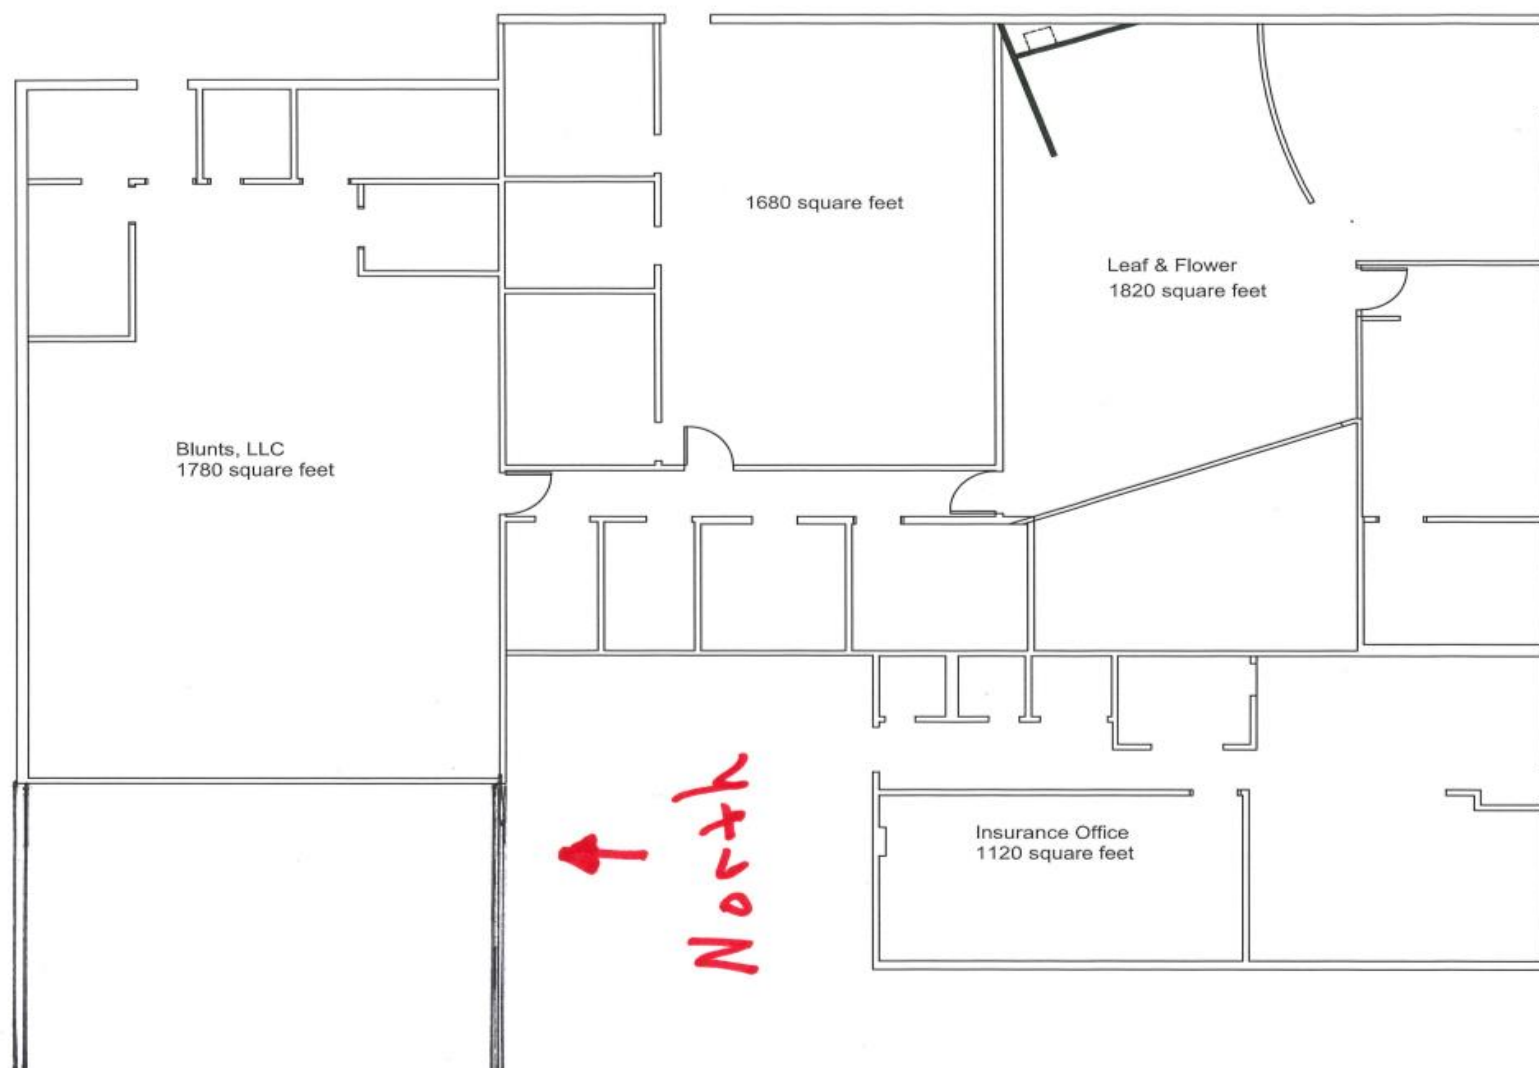 1680 square feet
Leaf & Flower
1820 square feet
Blunts, LLC
1780 square feet
Insurance Office
1120 square feet
North